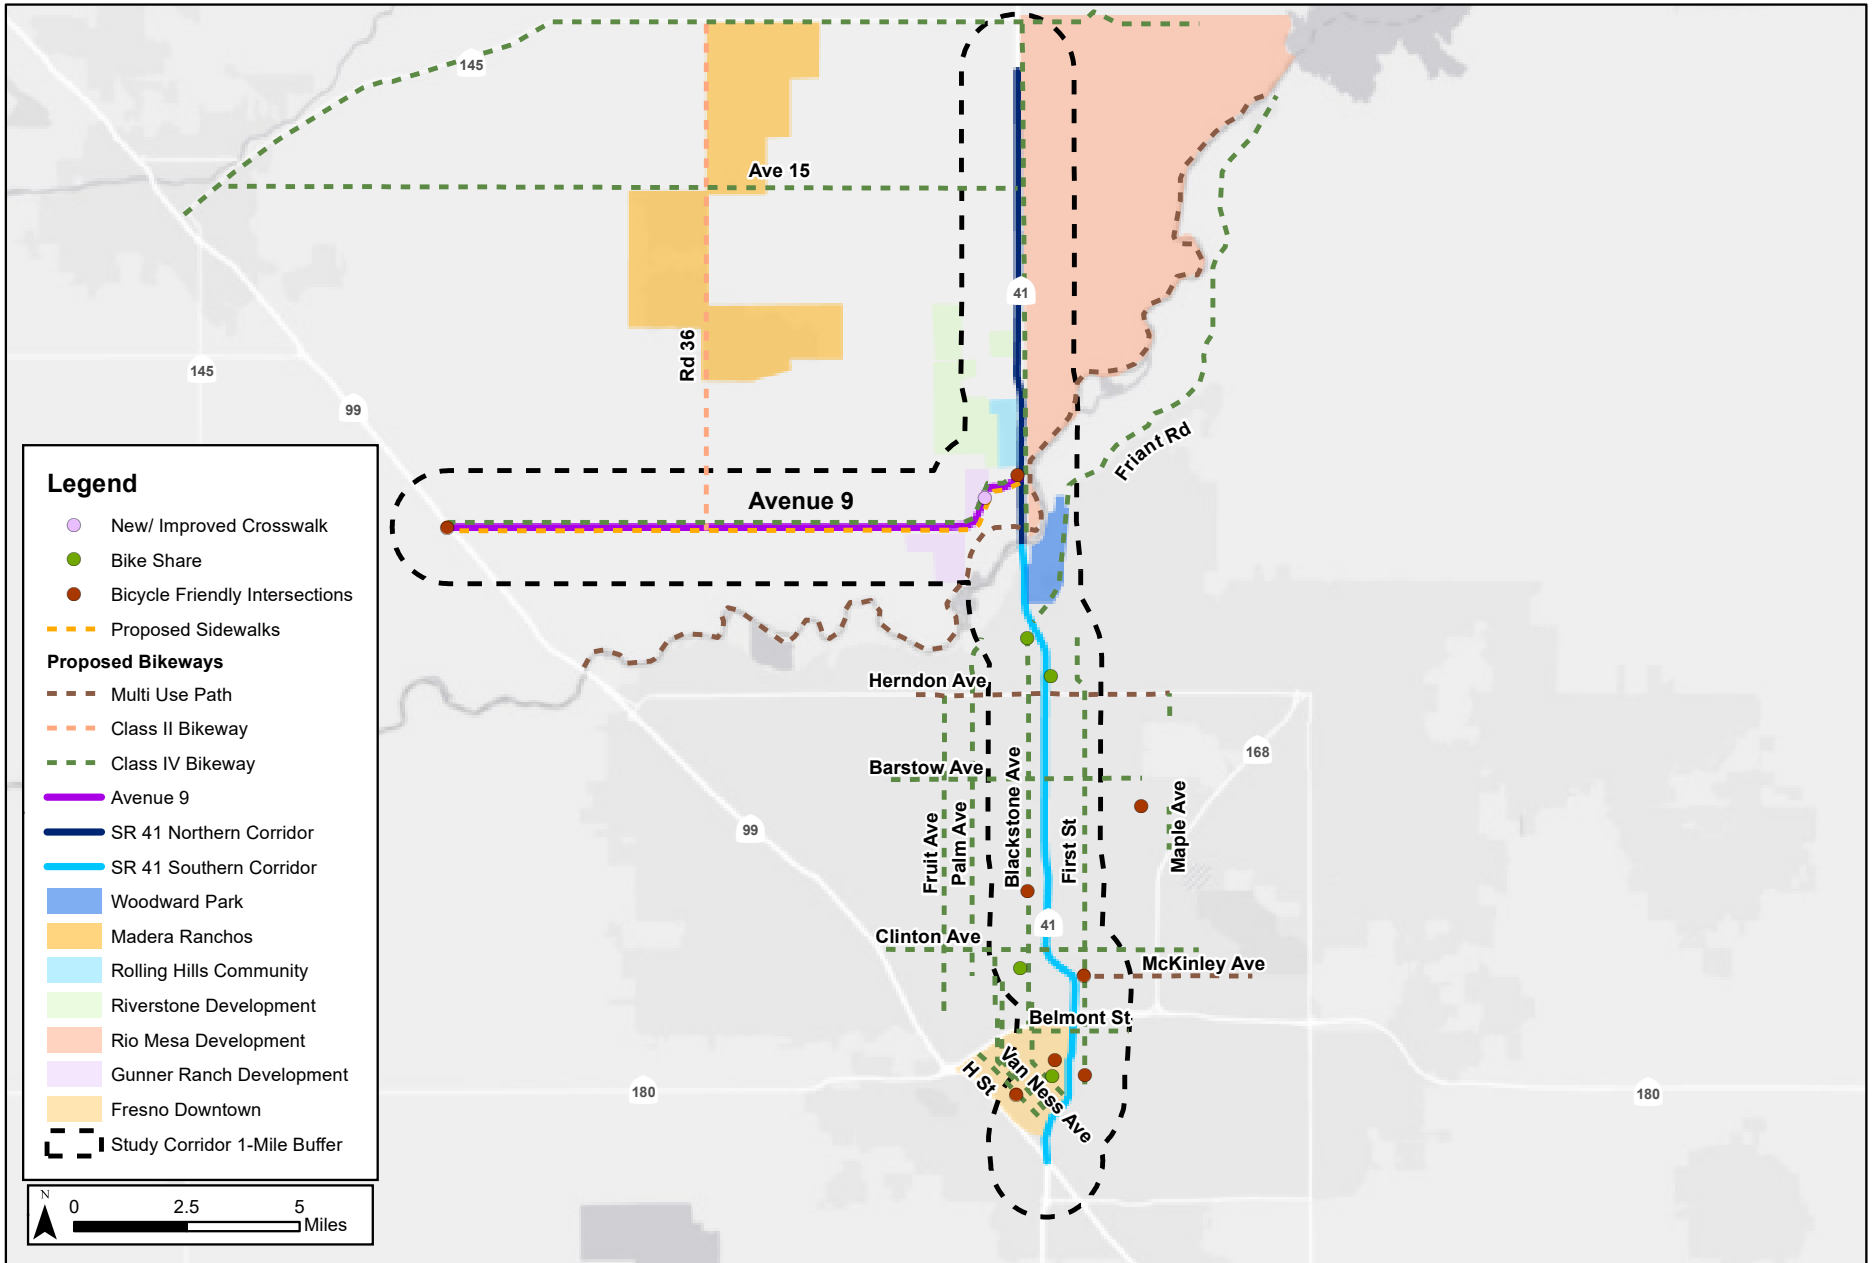 145
Ave 15
41
Rd 36
145
99
Friant Rd
Avenue 9
Legend
New/ Improved Crosswalk
Bike Share
Bicycle Friendly Intersections
Proposed Sidewalks
Proposed Bikeways
Multi Use Path
Class II Bikeway
Class IV Bikeway
Avenue 9
SR 41 Northern Corridor
SR 41 Southern Corridor
Woodward Park
Madera Ranchos
Rolling Hills Community
Riverstone Development
Rio Mesa Development
Gunner Ranch Development
Fresno Downtown
Study Corridor 1-Mile Buffer
N
0 2.5 5
Miles
Herndon Ave
168
Barstow Ave
Blackstone Ave
Maple Ave
Fruit Ave
Palm Ave
First St
99
41
Clinton Ave
McKinley Ave
Belmont St
Van Ness Ave
H St
180
180